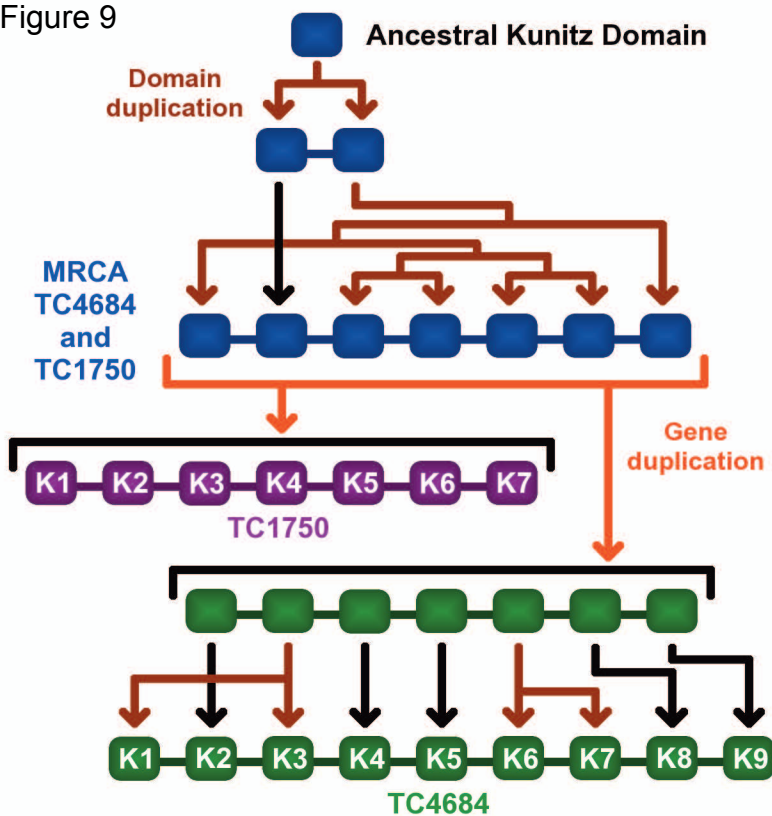 Figure 9
Ancestral Kunitz Domain
Domain
duplication
MRCA
TC4684
and
TC1750
Gene
duplication
K1 K2 K3 K4 K5 K6 K7
TC1750
K1 K2 K3 K4 K5 K6 K7 K8 K9
TC4684